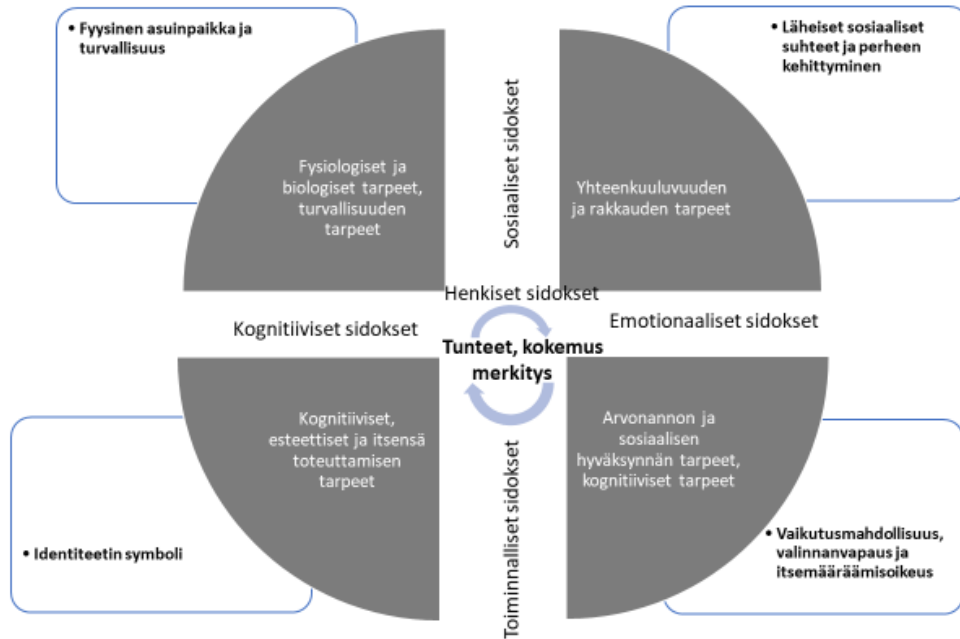 • Fyysinen asuinpaikka ja
turvallisuus
• Läheiset sosiaaliset
suhteet ja perheen
kehittyminen
Fysiologiset ja
biologiset tarpeet,
turvallisuuden
tarpeet
Sosiaaliset sidokset
Yhteenkuuluvuuden
ja rakkauden tarpeet
Henkiset sidokset
Kognitiiviset sidokset
Emotionaaliset sidokset
Tunteet, kokemus
merkitys
Kognitiiviset,
esteettiset ja itsensä
toteuttamisen
tarpeet
Toiminnalliset sidokset
Arvonannon ja
sosiaalisen
hyväksynnän tarpeet,
kognitiiviset tarpeet
• Identiteetin symboli
• Vaikutusmahdollisuus,
valinnanvapaus ja
itsemääräämisoikeus